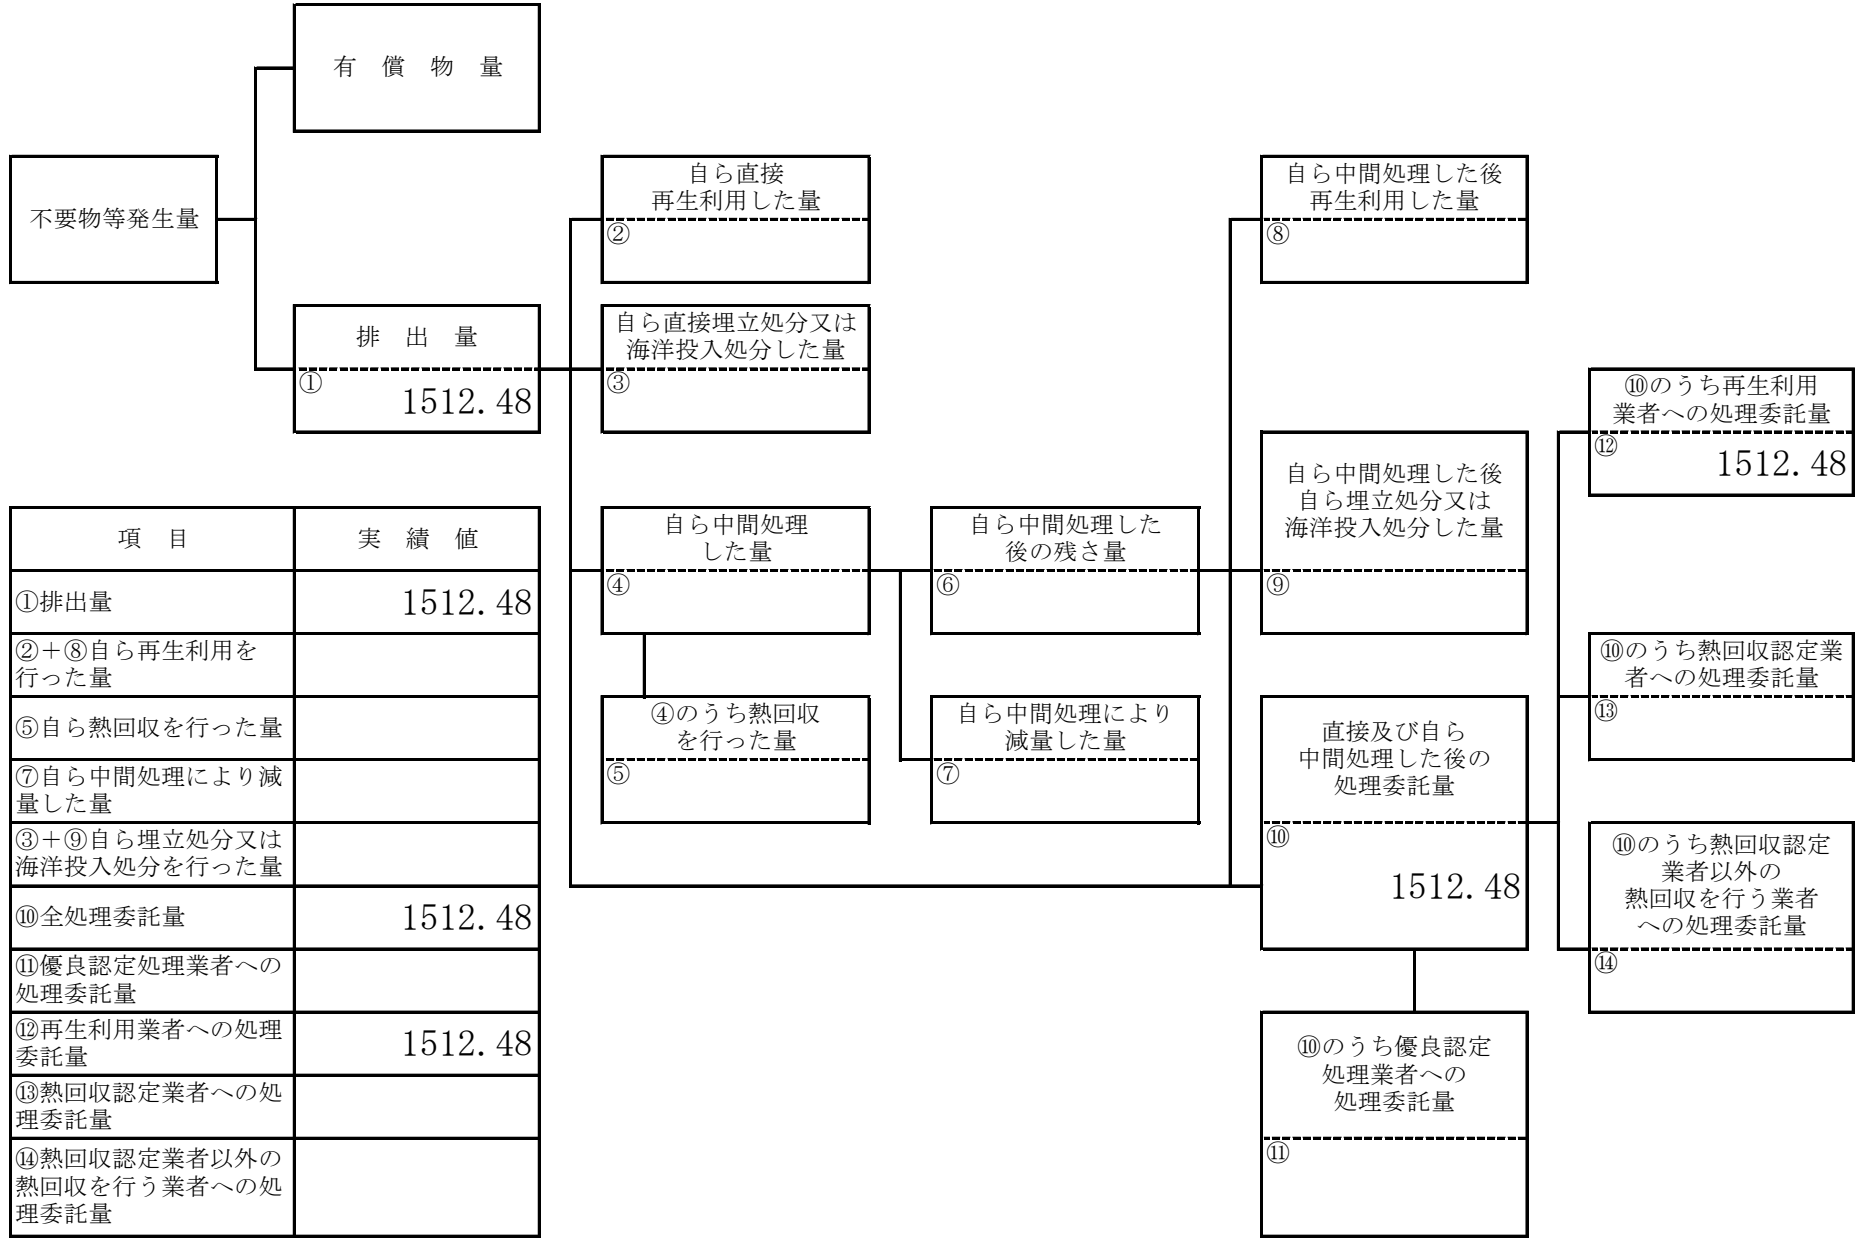 有　償　物　量
不要物等発生量
排　出　量
①
1512.48
自ら直接
再生利用した量
②
自ら直接埋立処分又は
海洋投入処分した量
③
自ら中間処理
した量
④
④のうち熱回収
を行った量
⑤
自ら中間処理した
後の残さ量
⑥
自ら中間処理により
減量した量
⑦
自ら中間処理した後
再生利用した量
⑧
自ら中間処理した後
自ら埋立処分又は
海洋投入処分した量
⑨
直接及び自ら
中間処理した後の
処理委託量
⑩
1512.48
⑩のうち優良認定
処理業者への
処理委託量
⑪
⑩のうち再生利用
業者への処理委託量
⑫
1512.48
⑩のうち熱回収認定業
者への処理委託量
⑬
⑩のうち熱回収認定
業者以外の
熱回収を行う業者
への処理委託量
⑭
項　目　実　績　値
①排出量　1512.48
②＋⑧自ら再生利用を
行った量
⑤自ら熱回収を行った量
⑦自ら中間処理により減
量した量
③＋⑨自ら埋立処分又は
海洋投入処分を行った量
⑩全処理委託量　1512.48
⑪優良認定処理業者への
処理委託量
⑫再生利用業者への処理
委託量　1512.48
⑬熱回収認定業者への処
理委託量
⑭熱回収認定業者以外の
熱回収を行う業者への処
理委託量